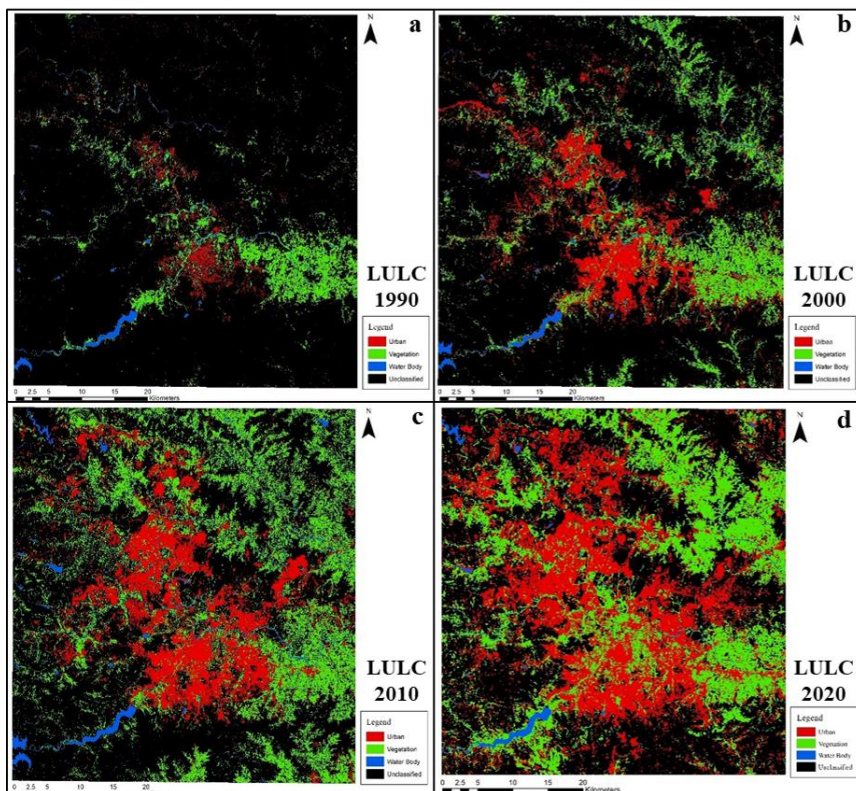 N
a
LULC
1990
Legend
Urban
Vegetation
Water Body
Unclassified
0 2.5 5 10 15 20
Kilometers
N
b
LULC
2000
Legend
Urban
Vegetation
Water Body
Unclassified
0 2.5 5 10 15 20
Kilometers
N
c
LULC
2010
Legend
Urban
Vegatation
Water Body
Unclassified
0 2.5 5 10 15 20
Kilometers
N
d
LULC
2020
Legend
Urban
Vegetation
Water Body
Unclassified
0 2.5 5 10 15 20
Kilometers